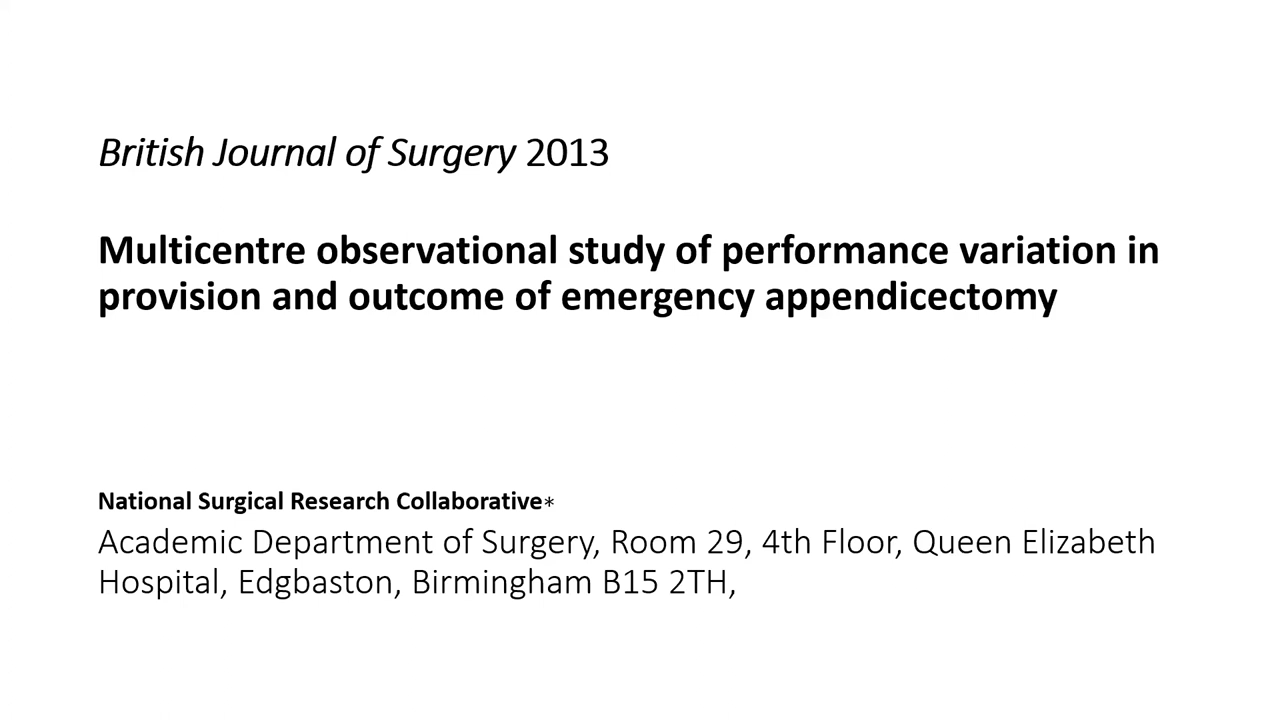 British Journal of Surgery 2013
Multicentre observational study of performance variation in
provision and outcome of emergency appendicectomy
National Surgical Research Collaborative*
Academic Department of Surgery, Room 29, 4th Floor, Queen Elizabeth
Hospital, Edgbaston, Birmingham B15 2TH,